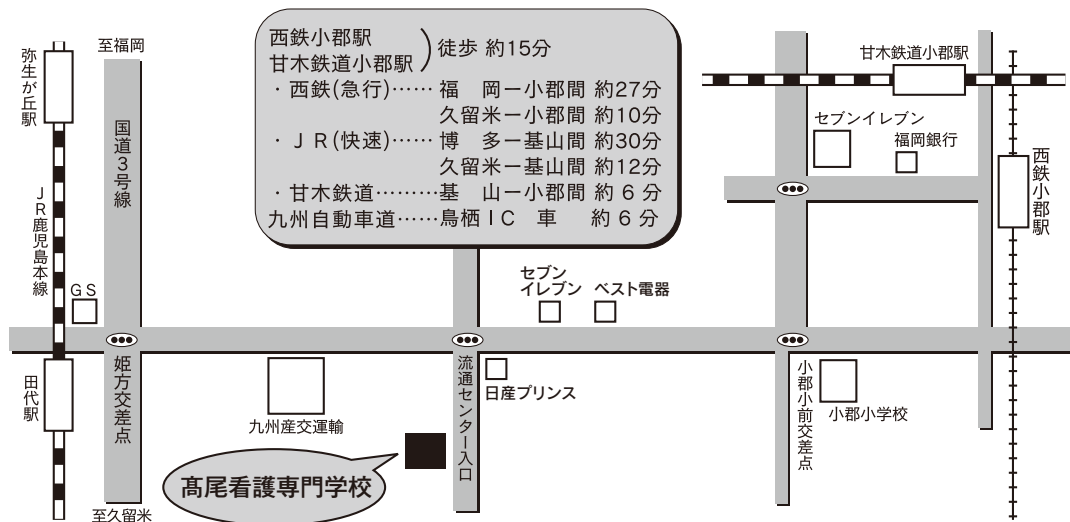 西鉄小郡駅
甘木鉄道小郡駅
徒歩 約15分
・西鉄(急行)……福　岡ー小郡間 約27分
久留米ー小郡間 約10分
・ＪＲ(快速)……博　多ー基山間 約30分
久留米ー基山間 約12分
・甘木鉄道………基　山ー小郡間 約 6 分
九州自動車道……鳥栖ＩＣ　車　約 6 分
至福岡
弥生が丘駅
国道3号線
ＪＲ鹿児島本線
ＧＳ
田代駅
姫方交差点
至久留米
九州産交運輸
髙尾看護専門学校
流通センター入口
日産プリンス
セブン
イレブン
ベスト電器
甘木鉄道小郡駅
セブンイレブン
福岡銀行
西鉄小郡駅
小郡小前交差点
小郡小学校